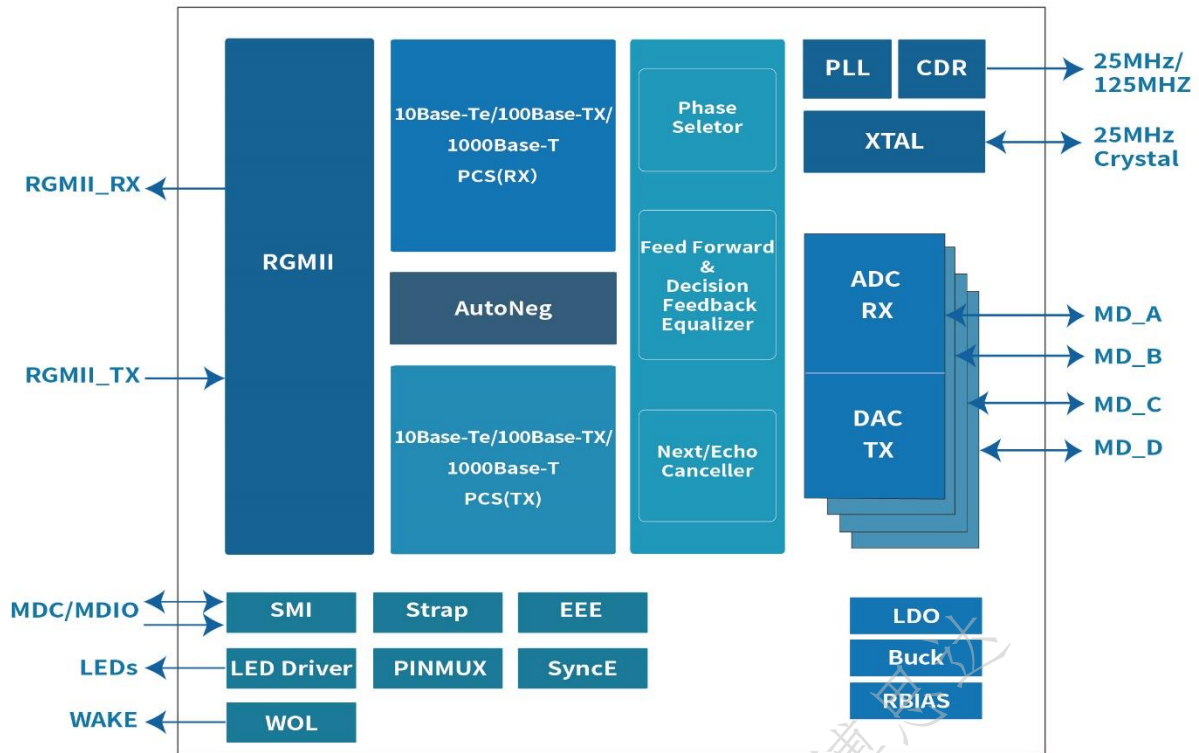 RGMII_RX
RGMII_TX
MDC/MDIO
LEDs
WAKE
RGMII
10Base-Te/100Base-TX/
1000Base-T
PCS(RX)
AutoNeg
10Base-Te/100Base-TX/
1000Base-T
PCS(TX)
Phase
Seletor
Feed Forward
&
Decision
Feedback
Equalizer
Next/Echo
Canceller
PLL
CDR
XTAL
25MHz/
125MHZ
25MHz
Crystal
ADC
RX
DAC
TX
MD_A
MD_B
MD_C
MD_D
SMI
Strap
EEE
LED Driver
PINMUX
SyncE
WOL
LDO
Buck
RBIAS
博思达